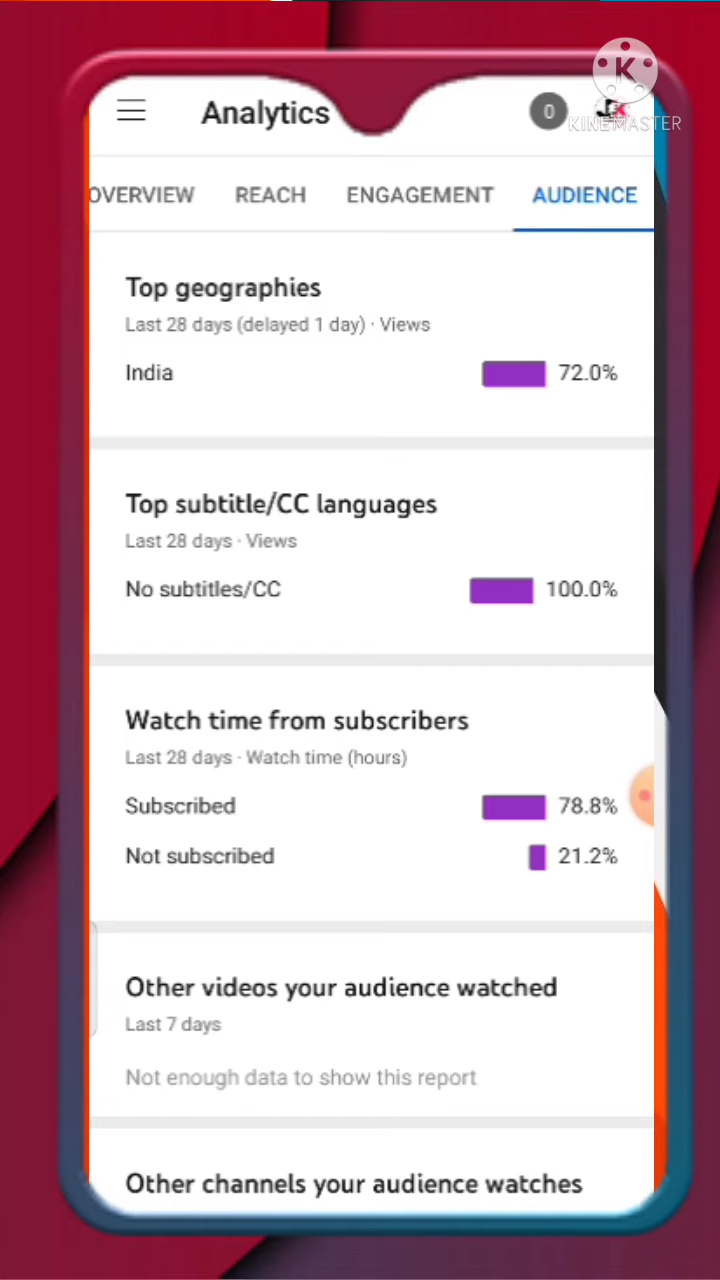 Analytics
0
K
KINEMASTER
OVERVIEW REACH ENGAGEMENT AUDIENCE
Top geographies
Last 28 days (delayed 1 day) · Views
India 72.0%
Top subtitle/CC languages
Last 28 days · Views
No subtitles/CC 100.0%
Watch time from subscribers
Last 28 days · Watch time (hours)
Subscribed 78.8%
Not subscribed 21.2%
Other videos your audience watched
Last 7 days
Not enough data to show this report
Other channels your audience watches